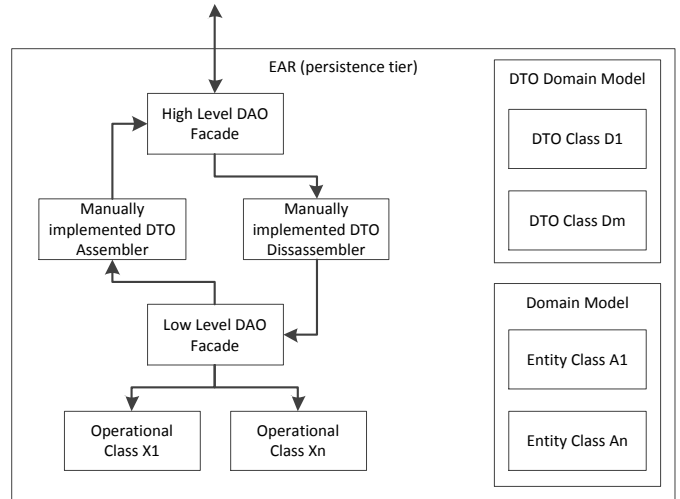 EAR (persistence tier)
High Level DAO
Facade
Manually
implemented DTO
Assembler
Manually
implemented DTO
Dissassembler
Low Level DAO
Facade
Operational
Class X1
Operational
Class Xn
DTO Domain Model
DTO Class D1
DTO Class Dm
Domain Model
Entity Class A1
Entity Class An